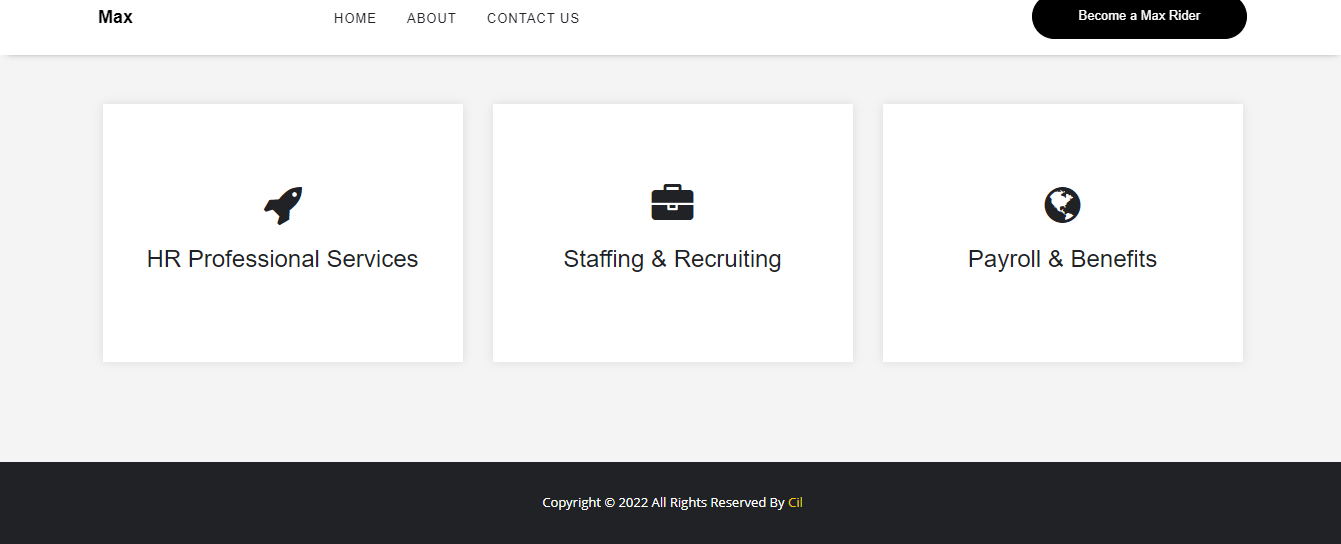 Max
HOME
ABOUT
CONTACT US
Become a Max Rider
HR Professional Services
Staffing & Recruiting
Payroll & Benefits
Copyright © 2022 All Rights Reserved By Cil